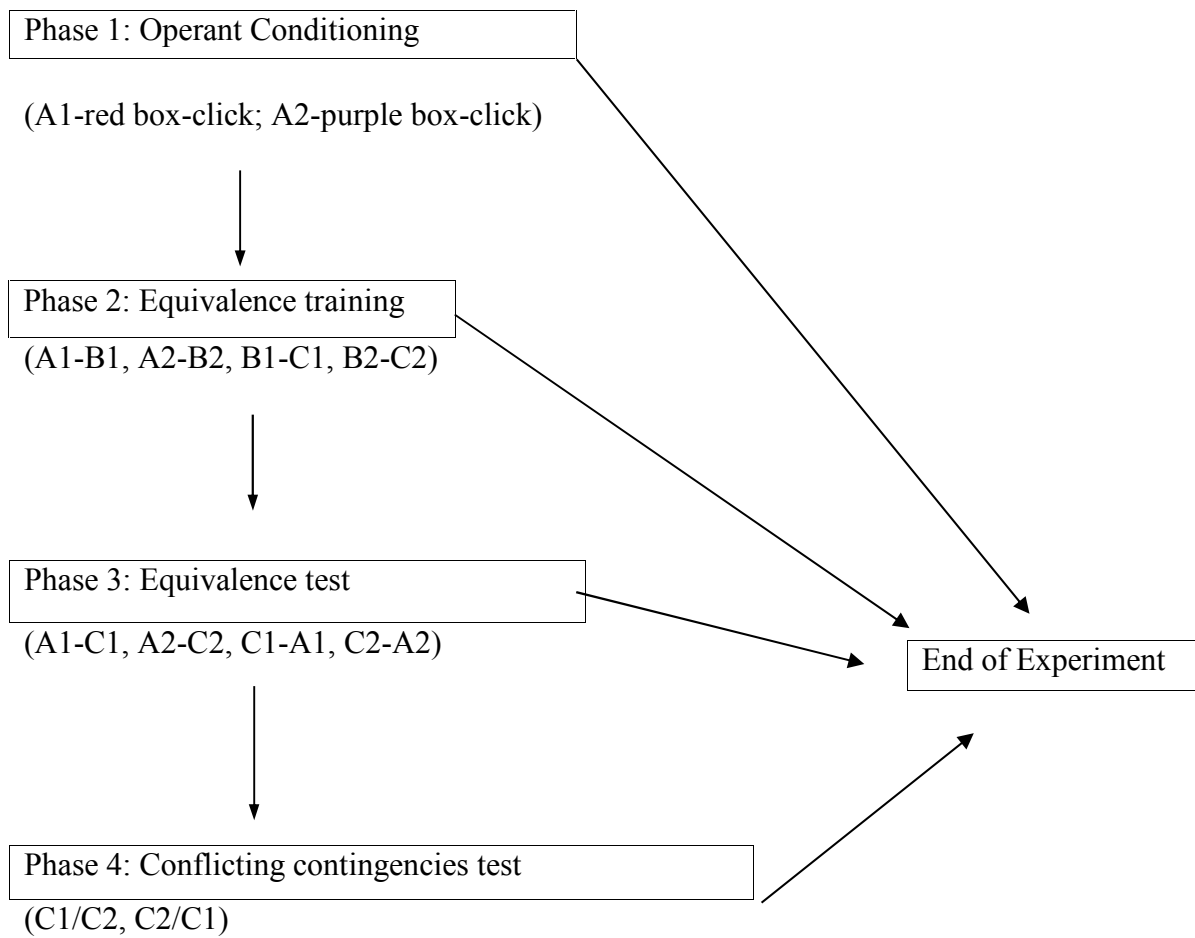 Phase 1: Operant Conditioning
(A1-red box-click; A2-purple box-click)
Phase 2: Equivalence training
(A1-B1, A2-B2, B1-C1, B2-C2)
Phase 3: Equivalence test
(A1-C1, A2-C2, C1-A1, C2-A2)
End of Experiment
Phase 4: Conflicting contingencies test
(C1/C2, C2/C1)